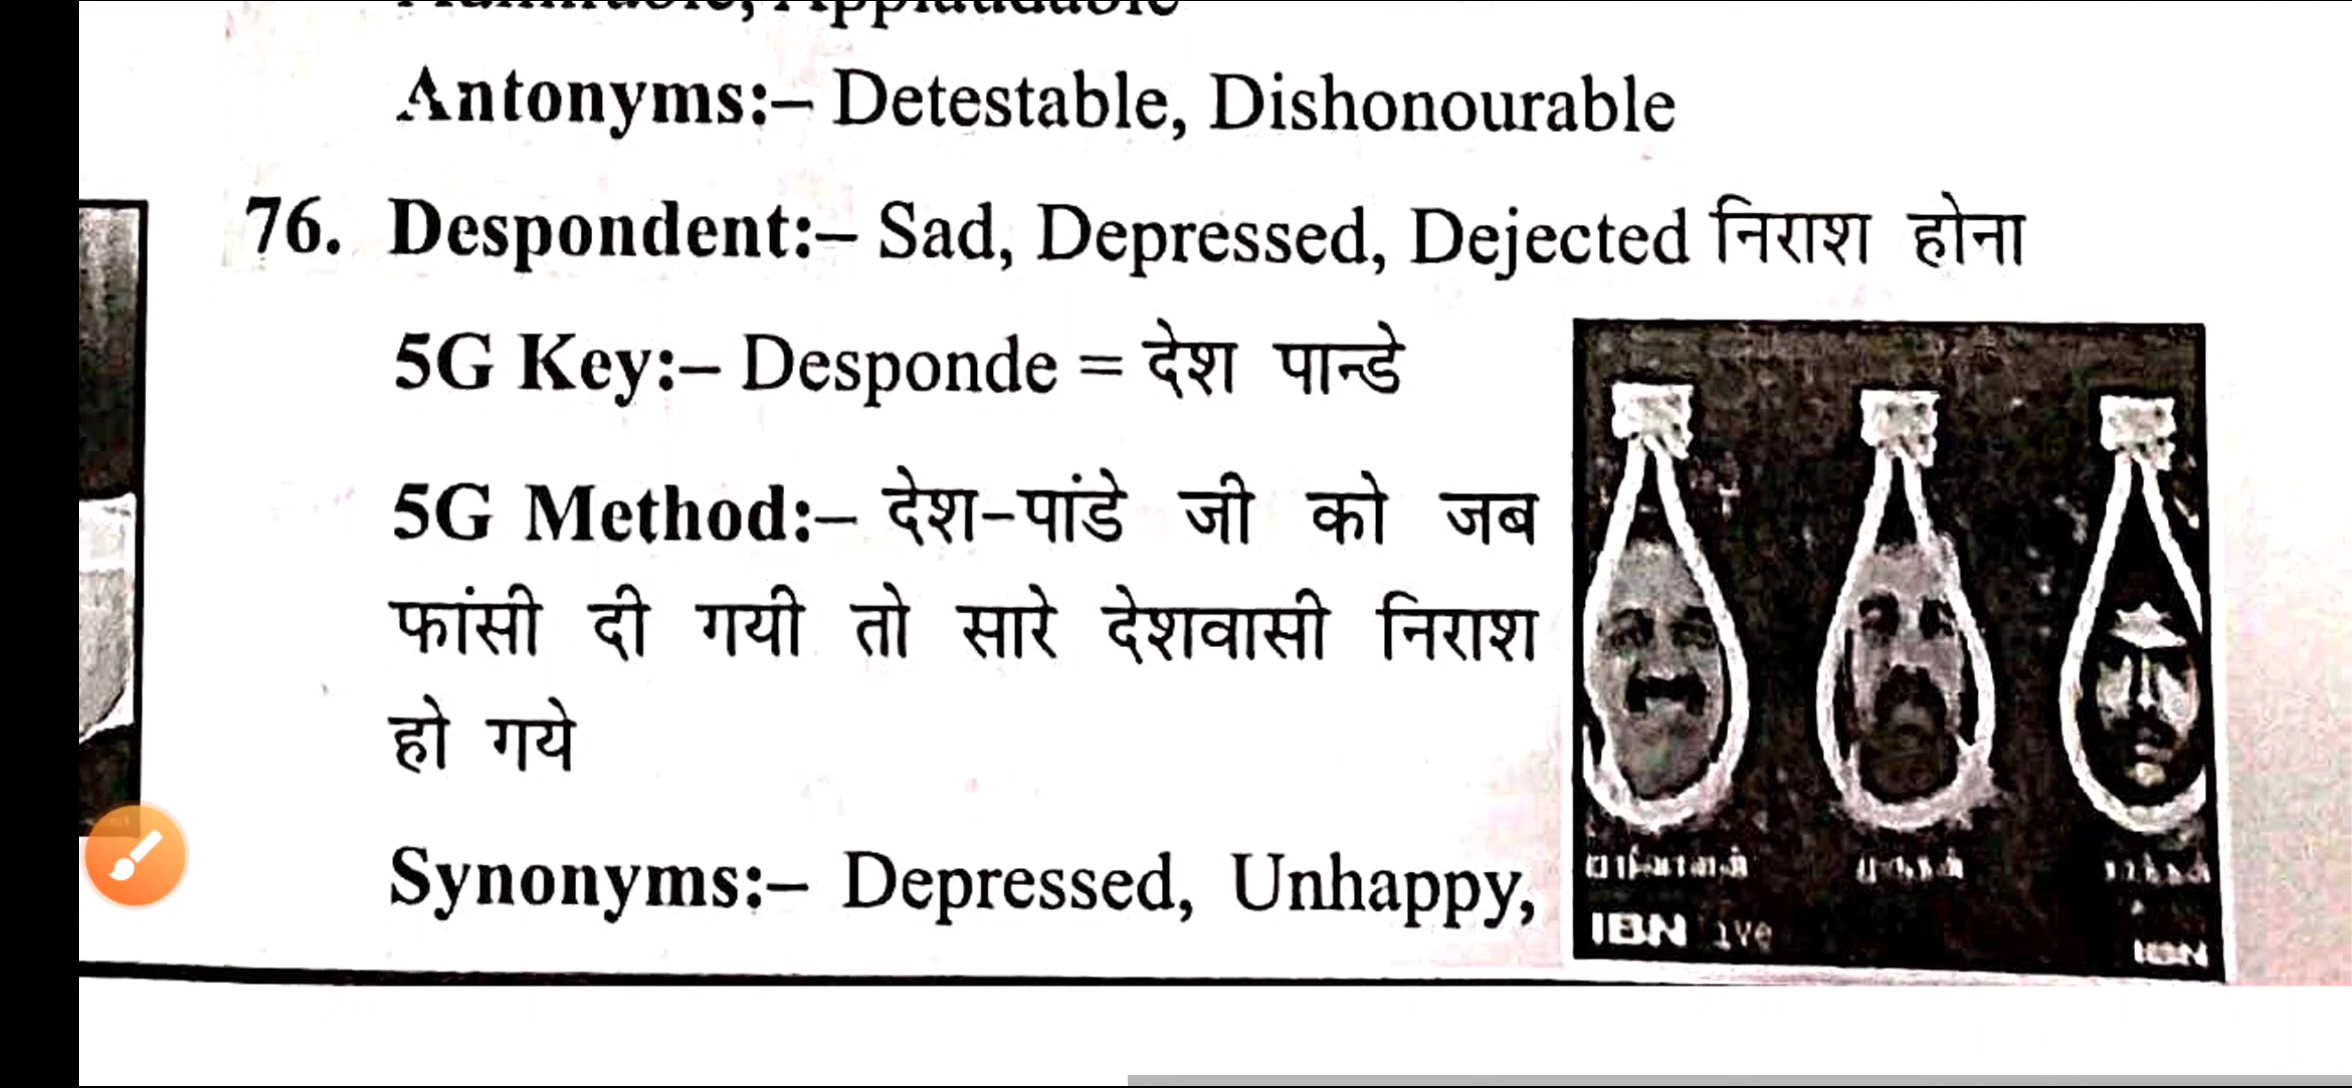 Antonyms:– Detestable, Dishonourable
76. Despondent:– Sad, Depressed, Dejected निराश होना
5G Key:– Desponde = देश पान्डे
5G Method:– देश-पांडे जी को जब
फांसी दी गयी तो सारे देशवासी निराश
हो गये
Synonyms:– Depressed, Unhappy,
IBN
IBN